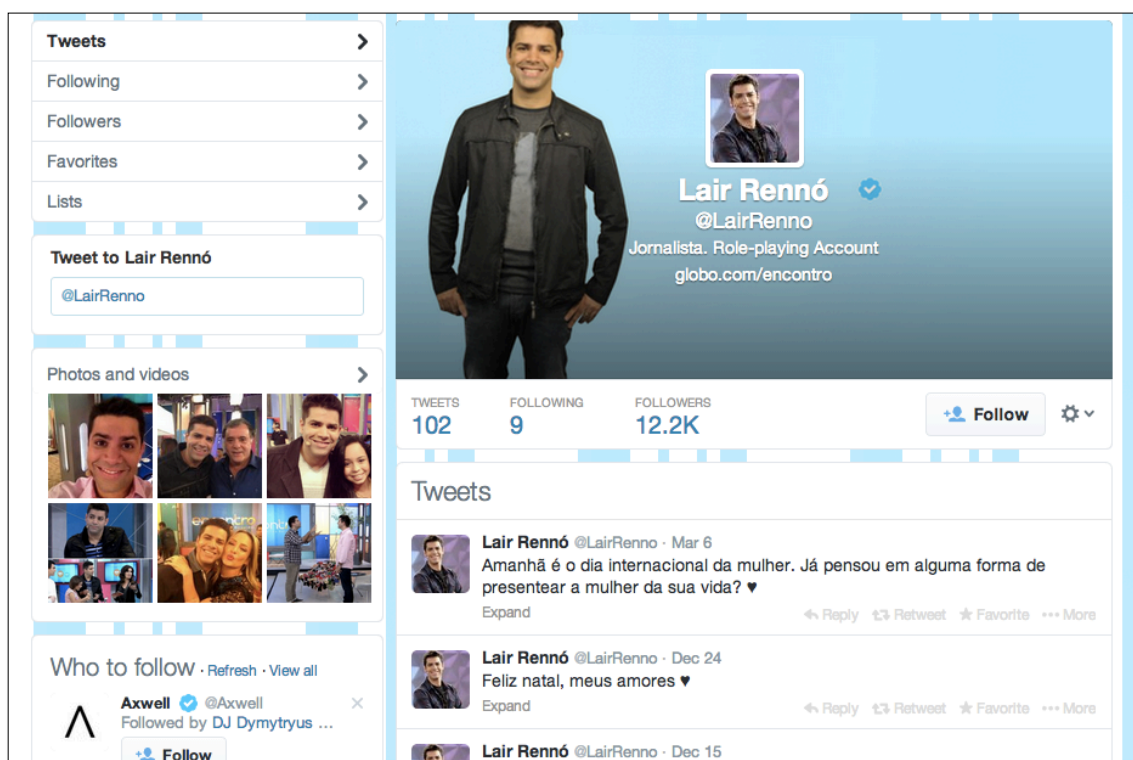 Tweets
Following
Followers
Favorites
Lists
Tweet to Lair Rennó
@LairRenno
Photos and videos
encontro
Who to follow · Refresh · View all
Axwell @Axwell
Followed by DJ Dymytryus ...
Follow
Lair Rennó
@LairRenno
Jornalista. Role-playing Account
globo.com/encontro
TWEETS FOLLOWING FOLLOWERS
102 9 12.2K
Follow
Tweets
Lair Rennó @LairRenno · Mar 6
Amanhã é o dia internacional da mulher. Já pensou em alguma forma de
presentear a mulher da sua vida? ♥
Expand Reply Retweet Favorite More
Lair Rennó @LairRenno · Dec 24
Feliz natal, meus amores ♥
Expand Reply Retweet Favorite More
Lair Rennó @LairRenno · Dec 15